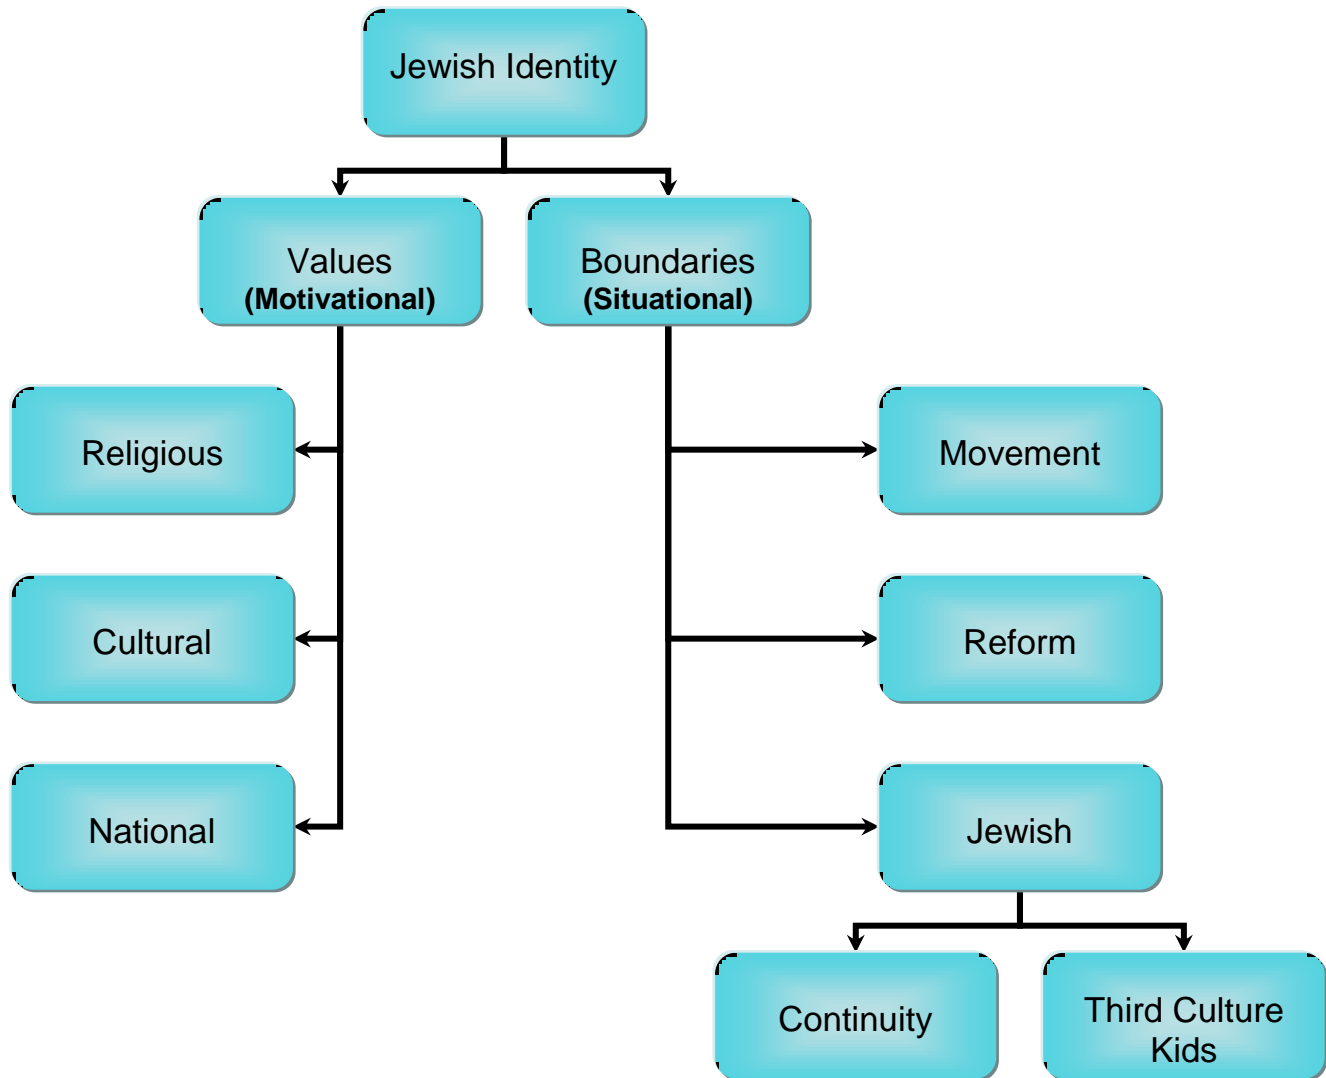 Jewish Identity
Values
(Motivational)
Boundaries
(Situational)
Religious
Movement
Cultural
Reform
National
Jewish
Continuity
Third Culture
Kids